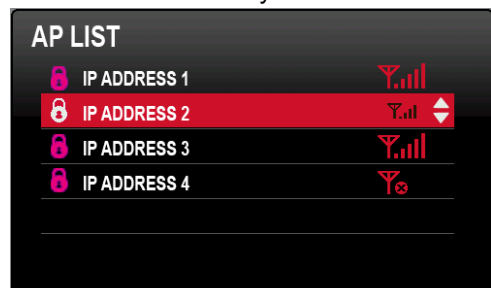 AP LIST
IP ADDRESS 1
IP ADDRESS 2
IP ADDRESS 3
IP ADDRESS 4